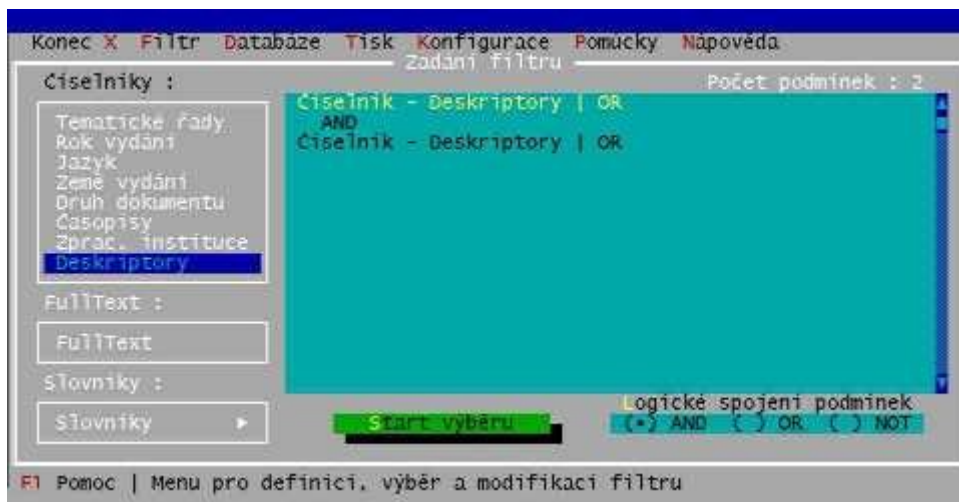 Konec X Filtr Databáze Tisk Konfigurace Pomůcky Nápověda
Zadání filtru
Číselníky :
Počet podmínek : 2
Tematické řady
Rok vydání
Jazyk
Země vydání
Druh dokumentu
Časopisy
Zprac. instituce
Deskriptory
Číselník - Deskriptory | OR
AND
Číselník - Deskriptory | OR
FullText :
FullText
Slovníky :
Slovníky
Start výběru
Logické spojení podmínek
(•) AND ( ) OR ( ) NOT
F1 Pomoc | Menu pro definici, výběr a modifikaci filtru